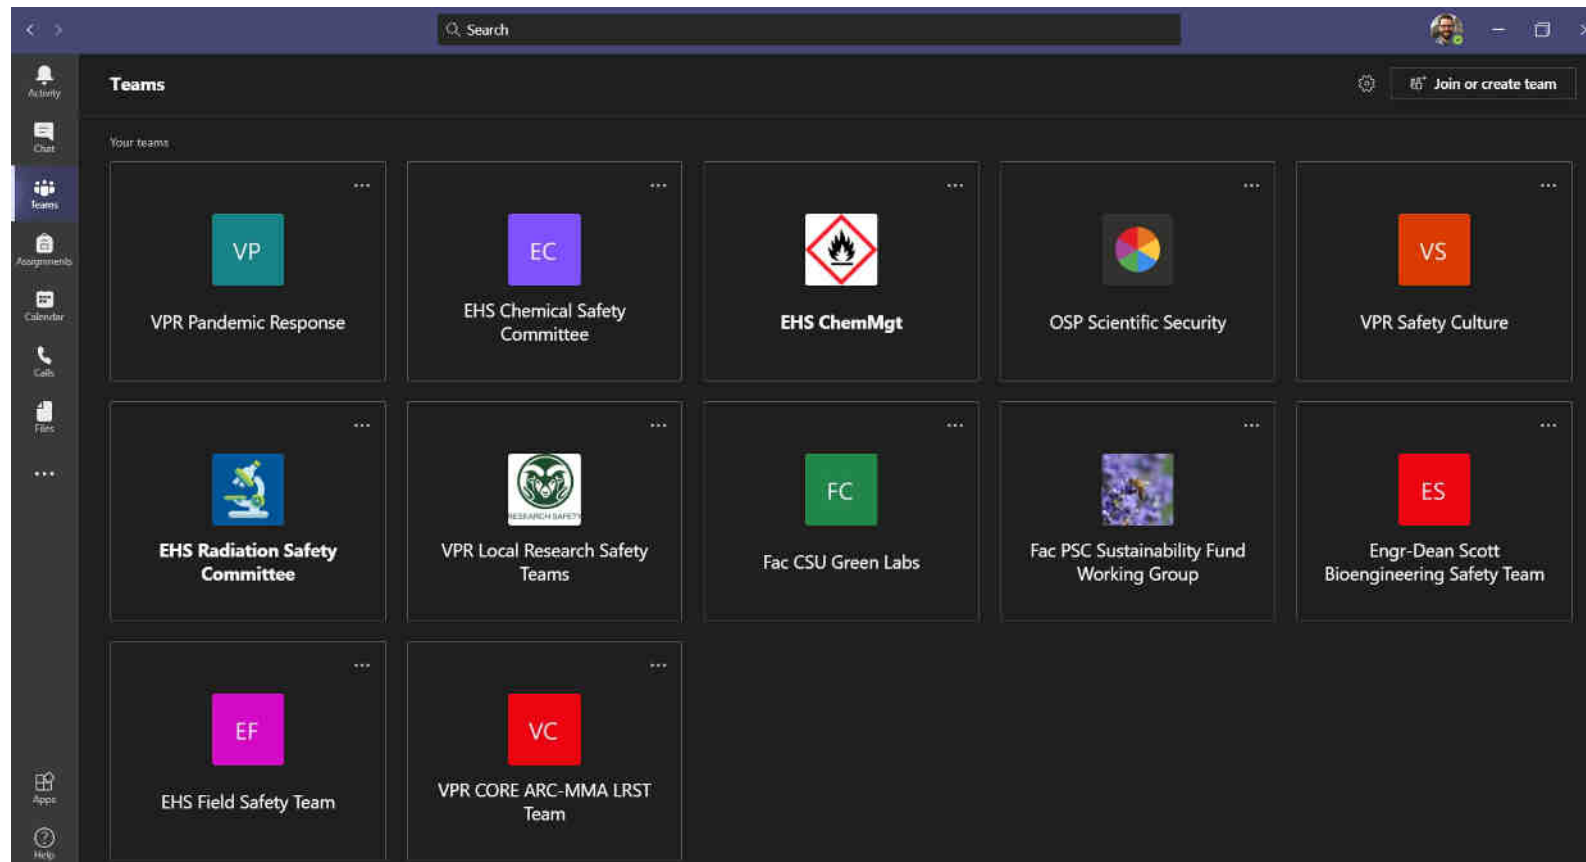 Search
Activity
Teams
Join or create team
Chat
Your teams
Teams
VP
VPR Pandemic Response
EC
EHS Chemical Safety
Committee
EHS ChemMgt
OSP Scientific Security
VS
VPR Safety Culture
Assignments
Calendar
Calls
Files
EHS Radiation Safety
Committee
RESEARCH SAFETY
VPR Local Research Safety
Teams
FC
Fac CSU Green Labs
Fac PSC Sustainability Fund
Working Group
ES
Engr-Dean Scott
Bioengineering Safety Team
EF
EHS Field Safety Team
VC
VPR CORE ARC-MMA LRST
Team
Apps
Help